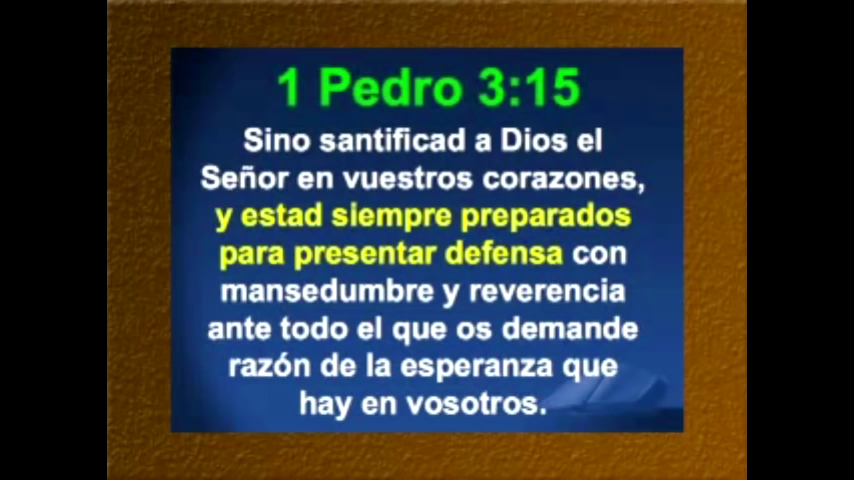 1 Pedro 3:15
Sino santificad a Dios el
Señor en vuestros corazones,
y estad siempre preparados
para presentar defensa con
mansedumbre y reverencia
ante todo el que os demande
razón de la esperanza que
hay en vosotros.